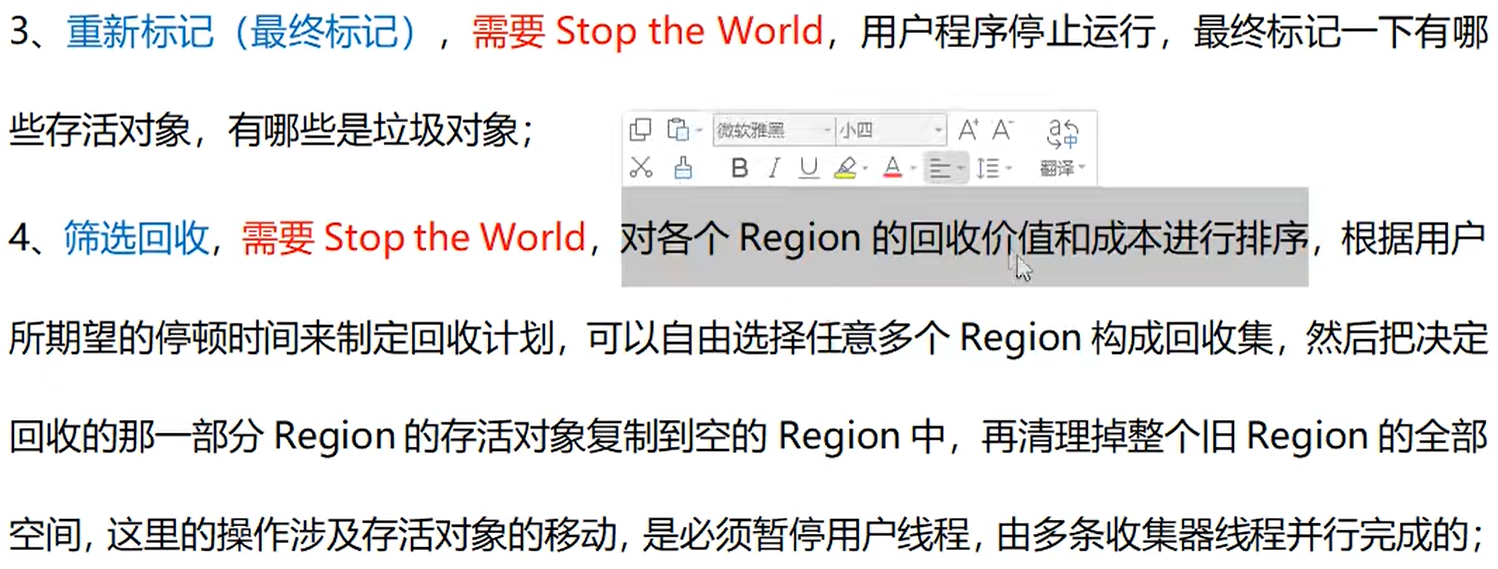 3、重新标记（最终标记），需要 Stop the World，用户程序停止运行，最终标记一下有哪
些存活对象，有哪些是垃圾对象；
微软雅黑 小四 A+ A- 
B I U A 翻译
4、筛选回收，需要 Stop the World，对各个 Region 的回收价值和成本进行排序，根据用户
所期望的停顿时间来制定回收计划，可以自由选择任意多个 Region 构成回收集，然后把决定
回收的那一部分 Region 的存活对象复制到空的 Region 中，再清理掉整个旧 Region 的全部
空间，这里的操作涉及存活对象的移动，是必须暂停用户线程，由多条收集器线程并行完成的；